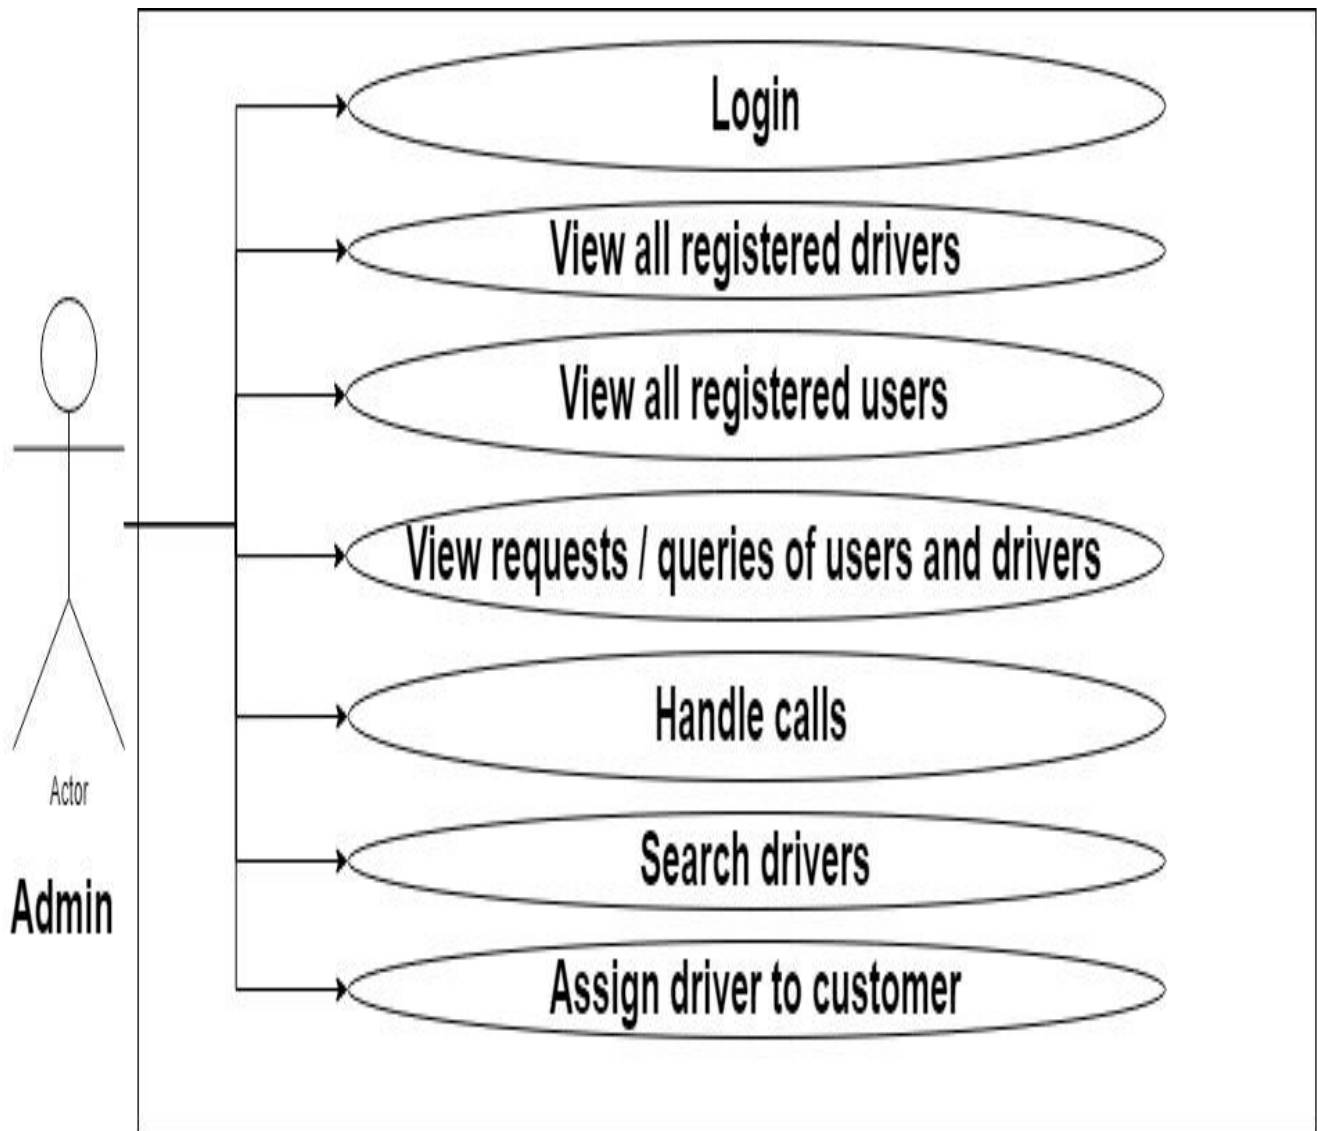 Login
View all registered drivers
View all registered users
View requests / queries of users and drivers
Handle calls
Search drivers
Assign driver to customer
Actor
Admin